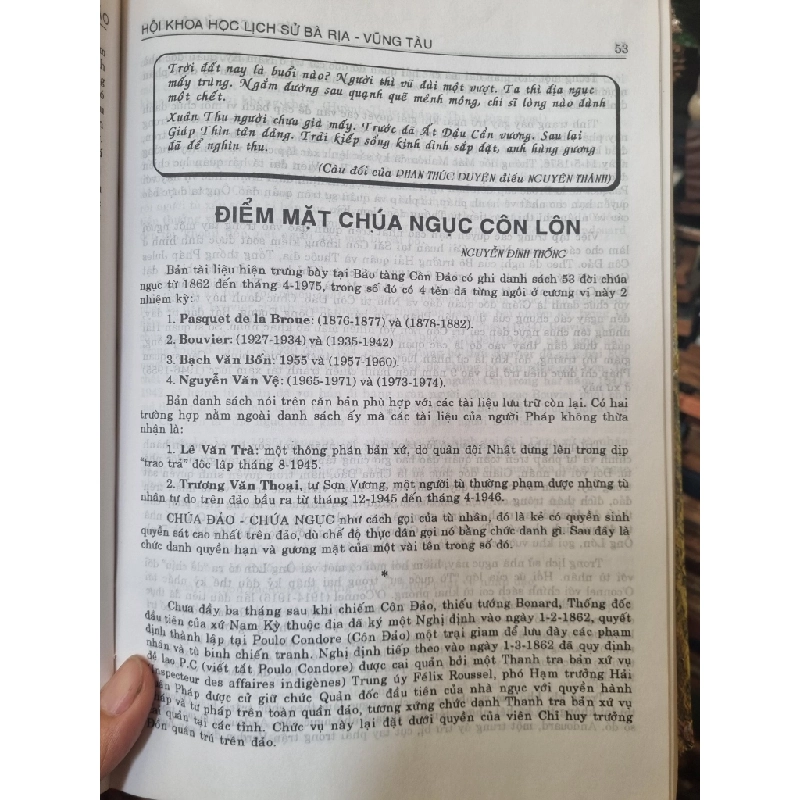 HỘI KHOA HỌC LỊCH SỬ BÀ RỊA - VŨNG TÀU
53
Trời đất nay là buổi nào? Người thì vũ đài một vượt. Ta thì địa ngục
mấy trùng. Ngẫm đường sau quạnh quẽ mênh mông, chí sĩ lòng nào đành
một chết.
Xuân Thu người chưa già mấy. Trước đã Ất Dậu Cần vương. Sau lại
Giáp Thìn tân đảng. Trải kiếp sống kinh dinh sắp đặt, anh hùng gương
đã để nghìn thu.
(Câu đối của PHAN THÚC DUYỆN điếu NGUYỄN THÀNH)
ĐIỂM MẶT CHÚA NGỤC CÔN LÔN
NGUYỄN ĐÌNH THỐNG
Bản tài liệu hiện trưng bày tại Bảo tàng Côn Đảo có ghi danh sách 53 đời chúa
ngục từ 1862 đến tháng 4-1975, trong số đó có 4 tên đã từng ngồi ở cương vị này 2
nhiệm kỳ:
1. Pasquet de la Broue: (1876-1877) và (1878-1882).
2. Bouvier: (1927-1934) và (1935-1942)
3. Bạch Văn Bốn: 1955 và (1957-1960).
4. Nguyễn Văn Vệ: (1965-1971) và (1973-1974).
Bản danh sách nói trên căn bản phù hợp với các tài liệu lưu trữ còn lại. Có hai
trường hợp nằm ngoài danh sách ấy mà các tài liệu của người Pháp không thừa
nhận là:
1. Lê Văn Trà: một thông phán bản xứ, do quân đội Nhật dựng lên trong dịp
"trao trả" độc lập tháng 8-1945.
2. Trương Văn Thoại, tự Sơn Vương, một người tù thường phạm được những tù
nhân tự do trên đảo bầu ra từ tháng 12-1945 đến tháng 4-1946.
CHÚA ĐẢO - CHÚA NGỤC như cách gọi của tù nhân, đó là kẻ có quyền sinh
quyền sát cao nhất trên đảo, dù chế độ thực dân gọi nó bằng chức danh gì. Sau đây là
chức danh quyền hạn và gương mặt của một vài tên trong số đó.
*
Chưa đầy ba tháng sau khi chiếm Côn Đảo, thiếu tướng Bonard, Thống đốc
đầu tiên của xứ Nam Kỳ thuộc địa đã ký một Nghị định vào ngày 1-2-1862, quyết
định thành lập tại Poulo Condore (Côn Đảo) một trại giam để lưu đày các phạm
nhân và tù binh chiến tranh. Nghị định tiếp theo vào ngày 1-3-1862 đã quy định
đề lao P.C (viết tắt Poulo Condore) được cai quản bởi một Thanh tra bản xứ vụ
nspecteur des affaires indigènes) Trung úy Félix Roussel, phó Hạm trưởng Hải
Pháp được cử giữ chức Quản đốc đầu tiên của nhà ngục với quyền hành
pháp và tư pháp trên toàn quần đảo, tương xứng chức danh Thanh tra bản xứ vụ
quản tại các tỉnh. Chức vụ này lại đặt dưới quyền của viên Chỉ huy trưởng
quân trú trên đảo.